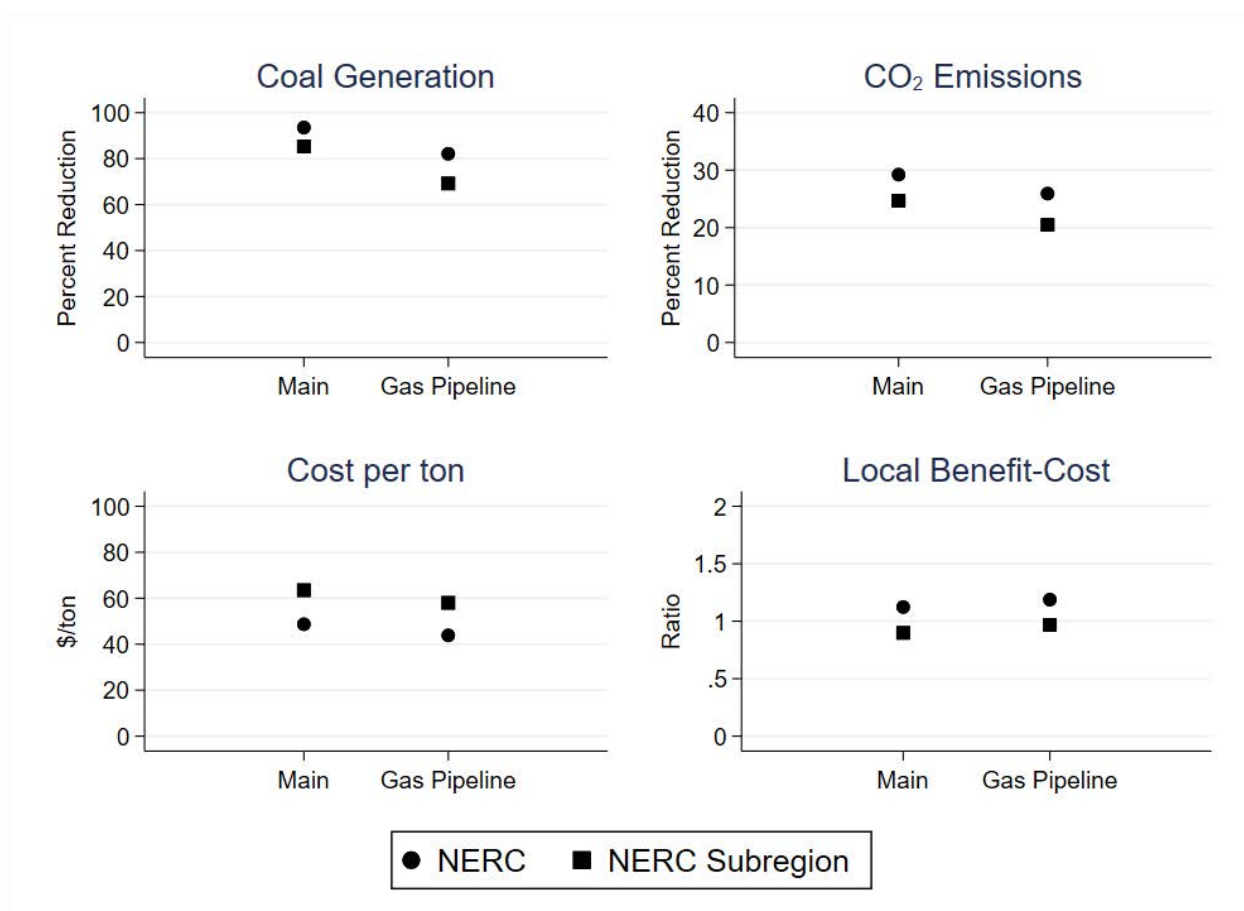 Coal Generation
Percent Reduction
100
80
60
40
20
0
Main Gas Pipeline
CO₂ Emissions
Percent Reduction
40
30
20
10
0
Main Gas Pipeline
Cost per ton
$/ton
100
80
60
40
20
0
Main Gas Pipeline
Local Benefit-Cost
Ratio
2
1.5
1
.5
0
Main Gas Pipeline
NERC NERC Subregion